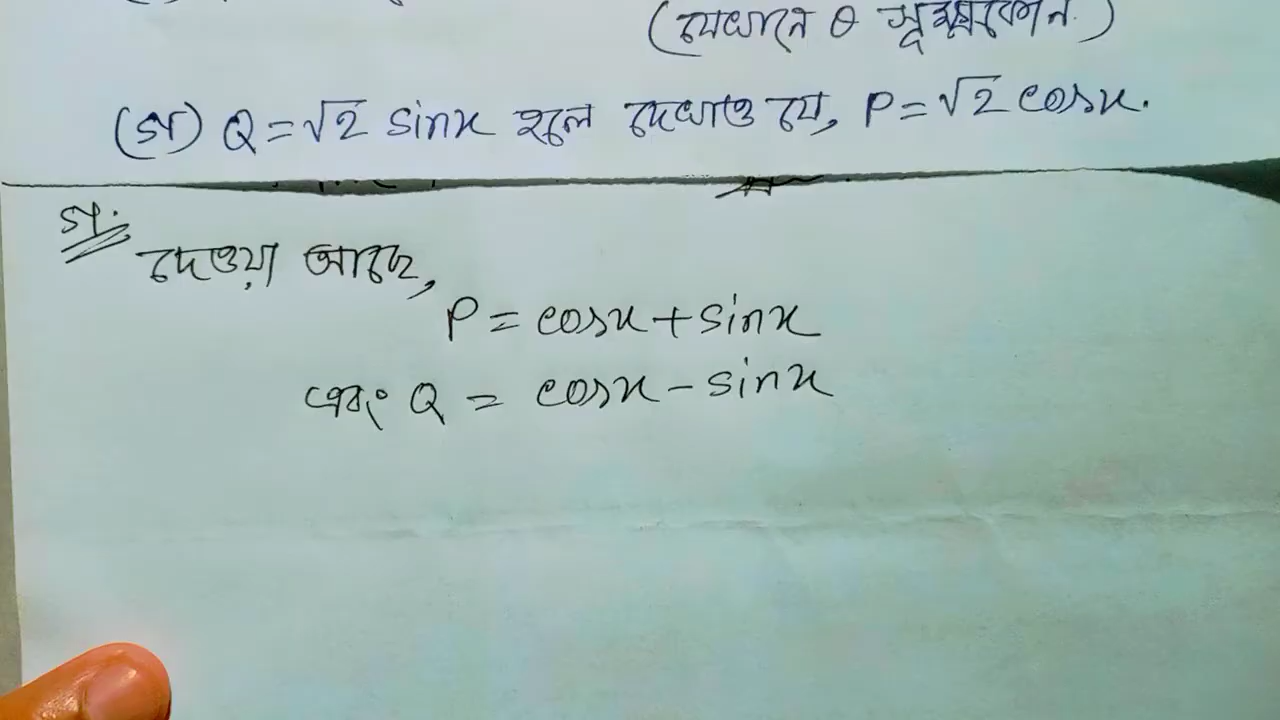 (যেখানে θ সূক্ষ্মকোন.)
(গ) Q = √2 sinx হলে দেখাও যে, P = √2 cosx.
গ.
দেওয়া আছে,
P = cosx + sinx
এবং Q = cosx - sinx